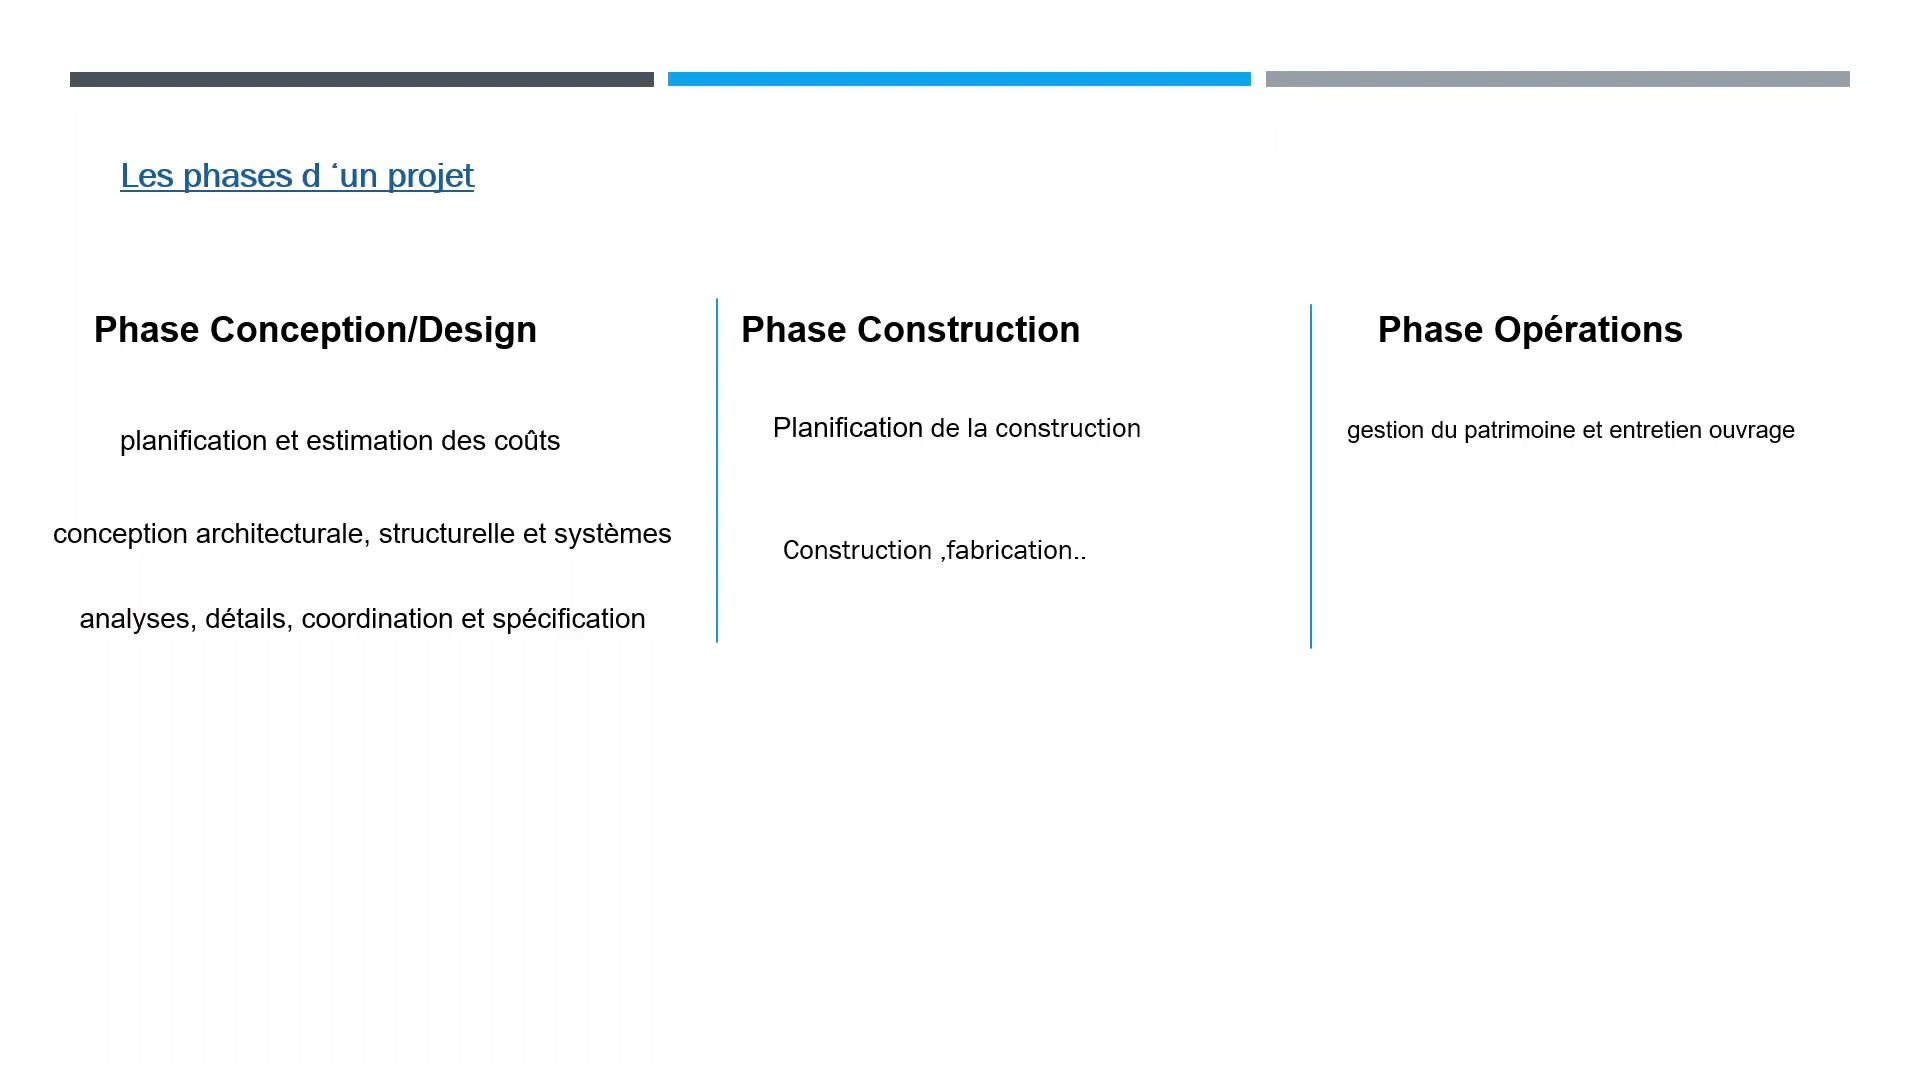 Les phases d ‘un projet
Phase Conception/Design
planification et estimation des coûts
conception architecturale, structurelle et systèmes
analyses, détails, coordination et spécification
Phase Construction
Planification de la construction
Construction ,fabrication..
Phase Opérations
gestion du patrimoine et entretien ouvrage